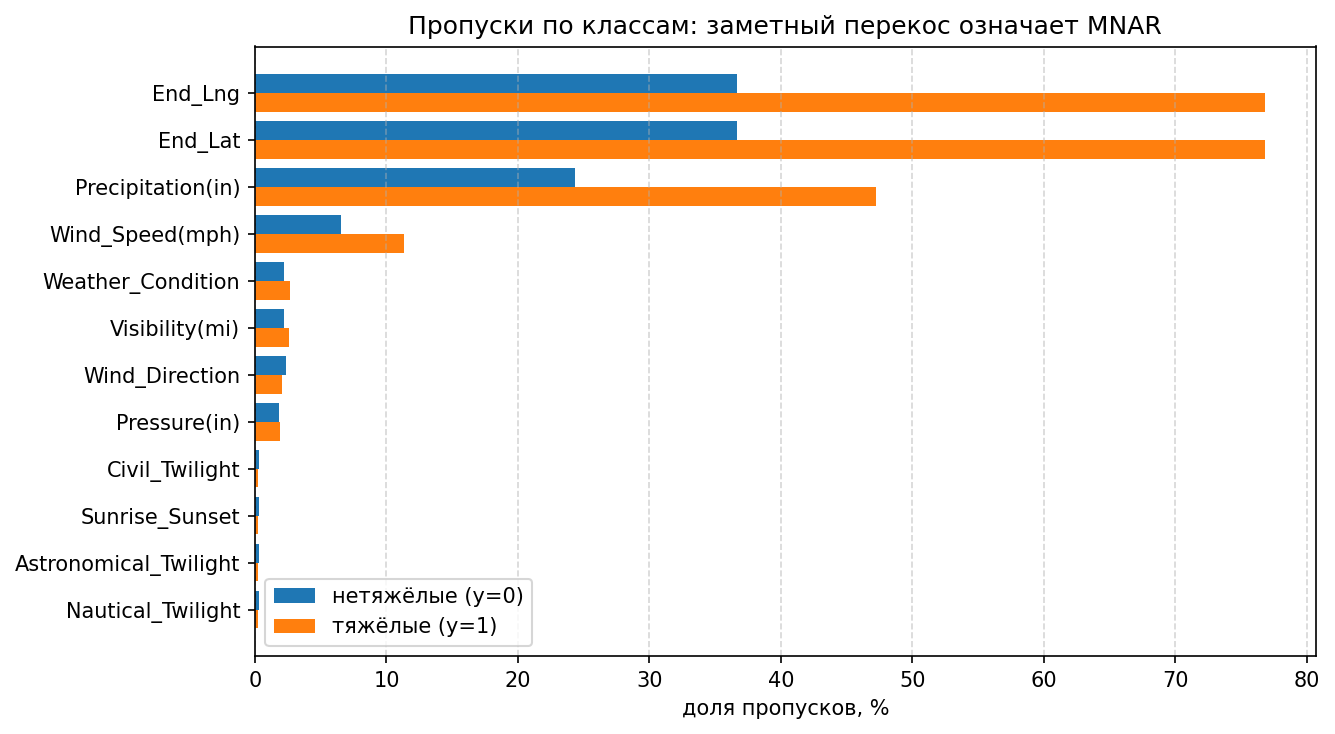 Пропуски по классам: заметный перекос означает MNAR
End_Lng
End_Lat
Precipitation(in)
Wind_Speed(mph)
Weather_Condition
Visibility(mi)
Wind_Direction
Pressure(in)
Civil_Twilight
Sunrise_Sunset
Astronomical_Twilight
Nautical_Twilight
нетяжёлые (y=0)
тяжёлые (y=1)
0 10 20 30 40 50 60 70 80
доля пропусков, %